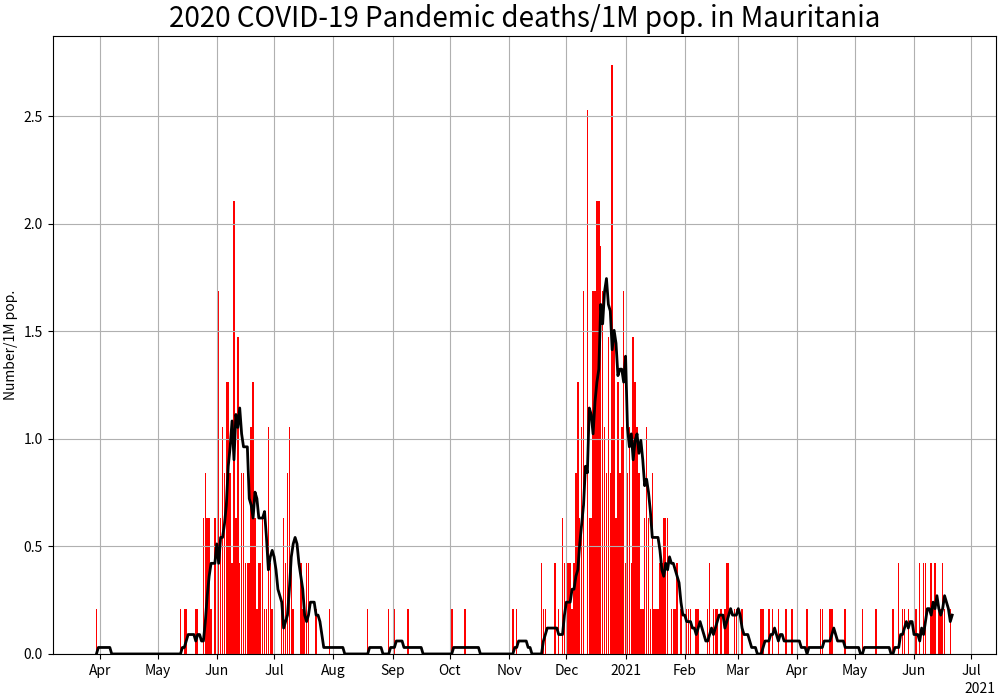 2020 COVID-19 Pandemic deaths/1M pop. in Mauritania
Number/1M pop.
2.5
2.0
1.5
1.0
0.5
0.0
Apr May Jun Jul Aug Sep Oct Nov Dec 2021 Feb Mar Apr May Jun Jul
2021